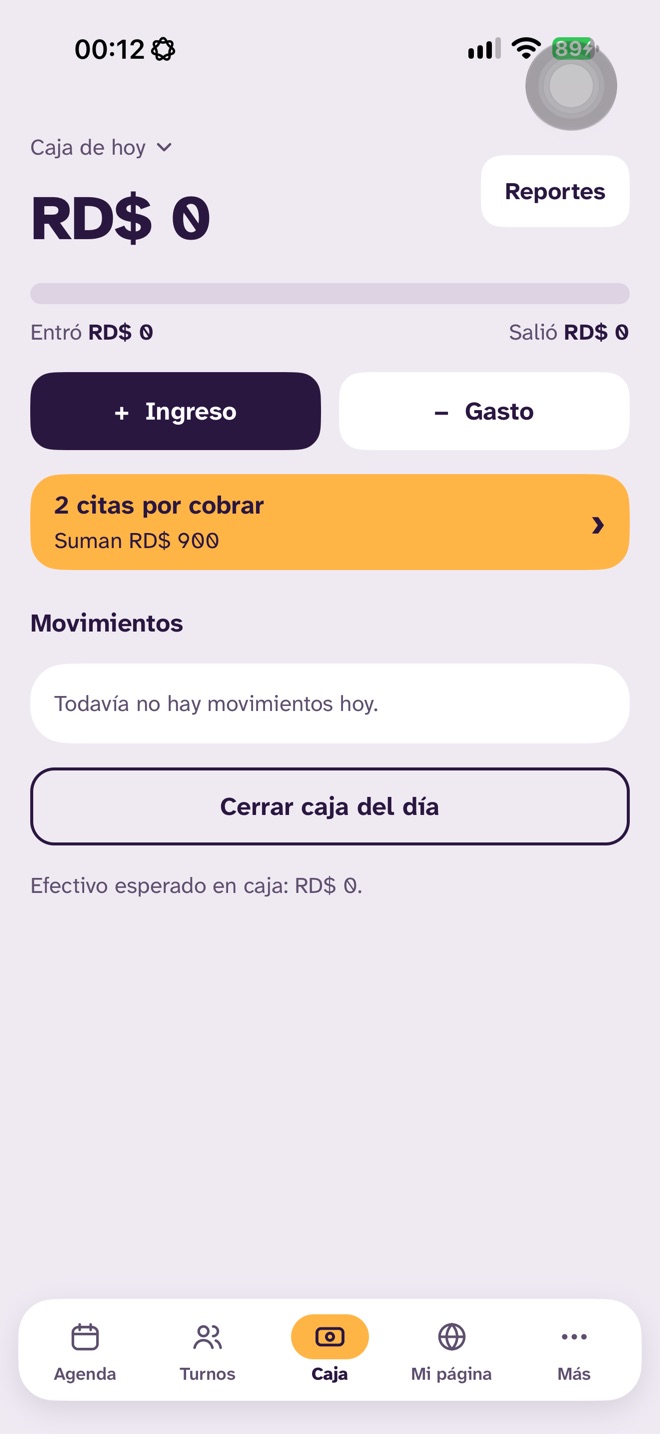 00:12
89
Caja de hoy
Reportes
RD$ 0
Entró RD$ 0
Salió RD$ 0
+ Ingreso
– Gasto
2 citas por cobrar
Suman RD$ 900
›
Movimientos
Todavía no hay movimientos hoy.
Cerrar caja del día
Efectivo esperado en caja: RD$ 0.
Agenda
Turnos
Caja
Mi página
Más